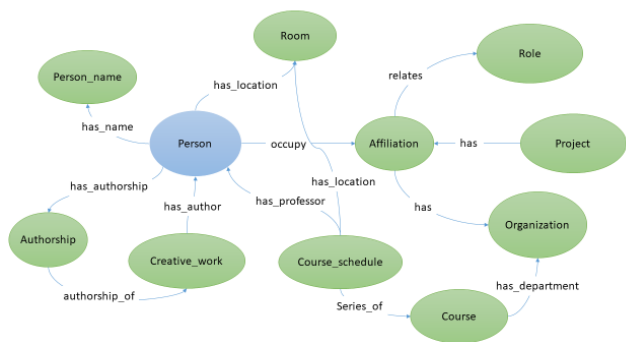 Room
Role
Person_name
relates
has_location
has_name
Person
occupy
Affiliation
has
Project
has_authorship
has_location
has_author
has_professor
has
Organization
Authorship
Creative_work
Course_schedule
authorship_of
has_department
Series_of
Course